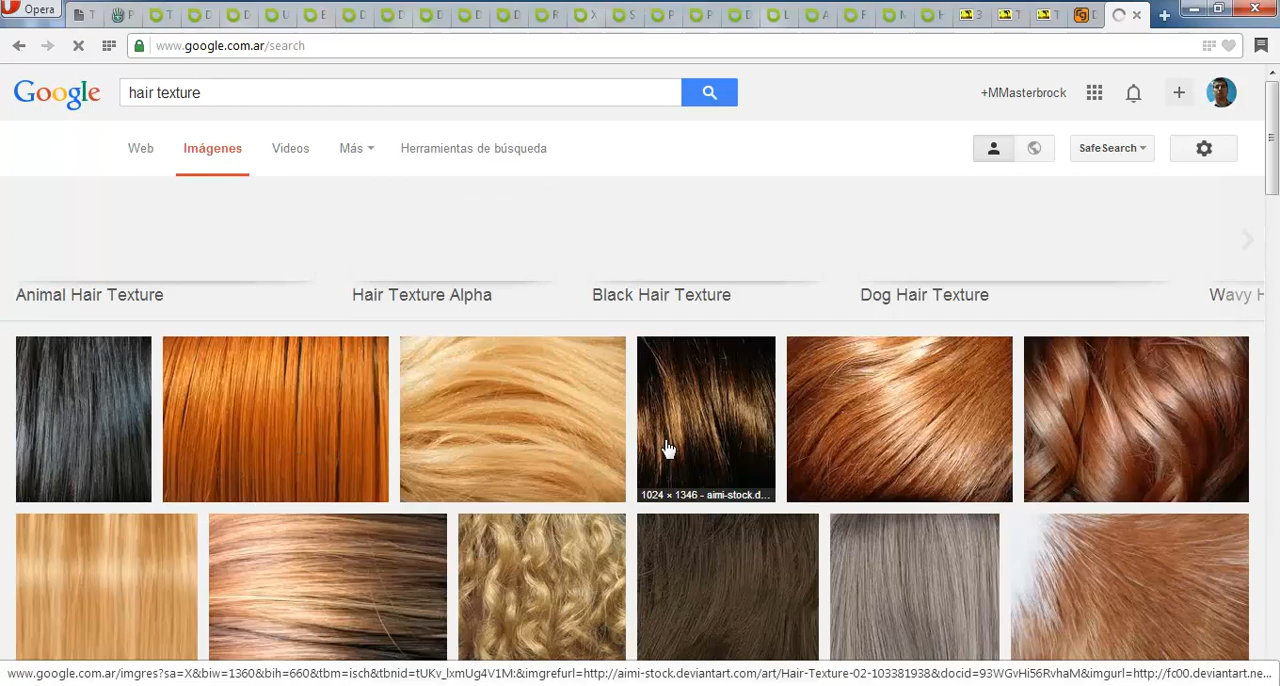 Opera
www.google.com.ar/search
Google
hair texture
+MMasterbrock
Web Imágenes Videos Más Herramientas de búsqueda
SafeSearch
Animal Hair Texture Hair Texture Alpha Black Hair Texture Dog Hair Texture Wavy H
1024 × 1346 - aimi-stock.d...
www.google.com.ar/imgres?sa=X&biw=1360&bih=660&tbm=isch&tbnid=tUKv_lxmUg4V1M:&imgrefurl=http://aimi-stock.deviantart.com/art/Hair-Texture-02-103381938&docid=93WGvHi56RvhaM&imgurl=http://fc00.deviantart.ne...